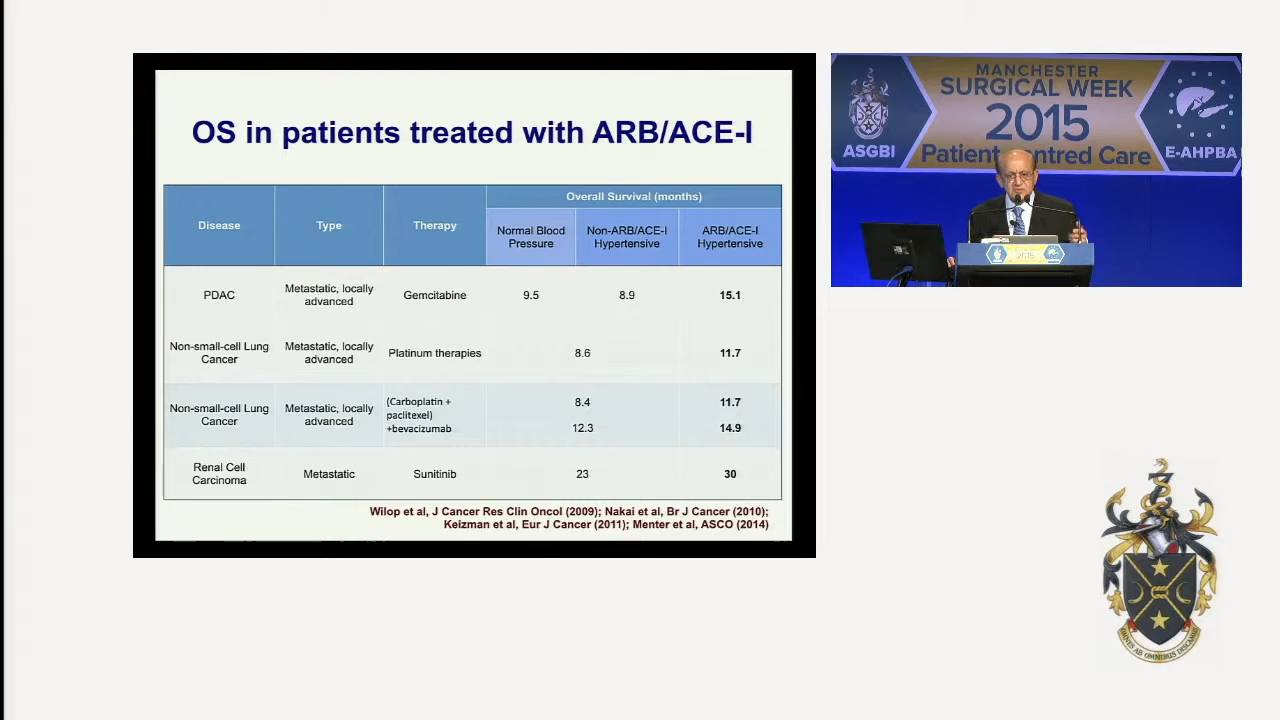 OS in patients treated with ARB/ACE-I
Disease
Type
Therapy
Overall Survival (months)
Normal Blood
Pressure
Non-ARB/ACE-I
Hypertensive
ARB/ACE-I
Hypertensive
PDAC
Metastatic, locally
advanced
Gemcitabine
9.5
8.9
15.1
Non-small-cell Lung
Cancer
Metastatic, locally
advanced
Platinum therapies
8.6
11.7
Non-small-cell Lung
Cancer
Metastatic, locally
advanced
(Carboplatin +
paclitexel)
+bevacizumab
8.4
11.7
12.3
14.9
Renal Cell
Carcinoma
Metastatic
Sunitinib
23
30
Wilop et al, J Cancer Res Clin Oncol (2009); Nakai et al, Br J Cancer (2010);
Keizman et al, Eur J Cancer (2011); Menter et al, ASCO (2014)
MANCHESTER
SURGICAL WEEK
2015
Patient Centred Care
ASGBI
E-AHPBA
2015
OMNES AB OMNIBUS DISCAMUS